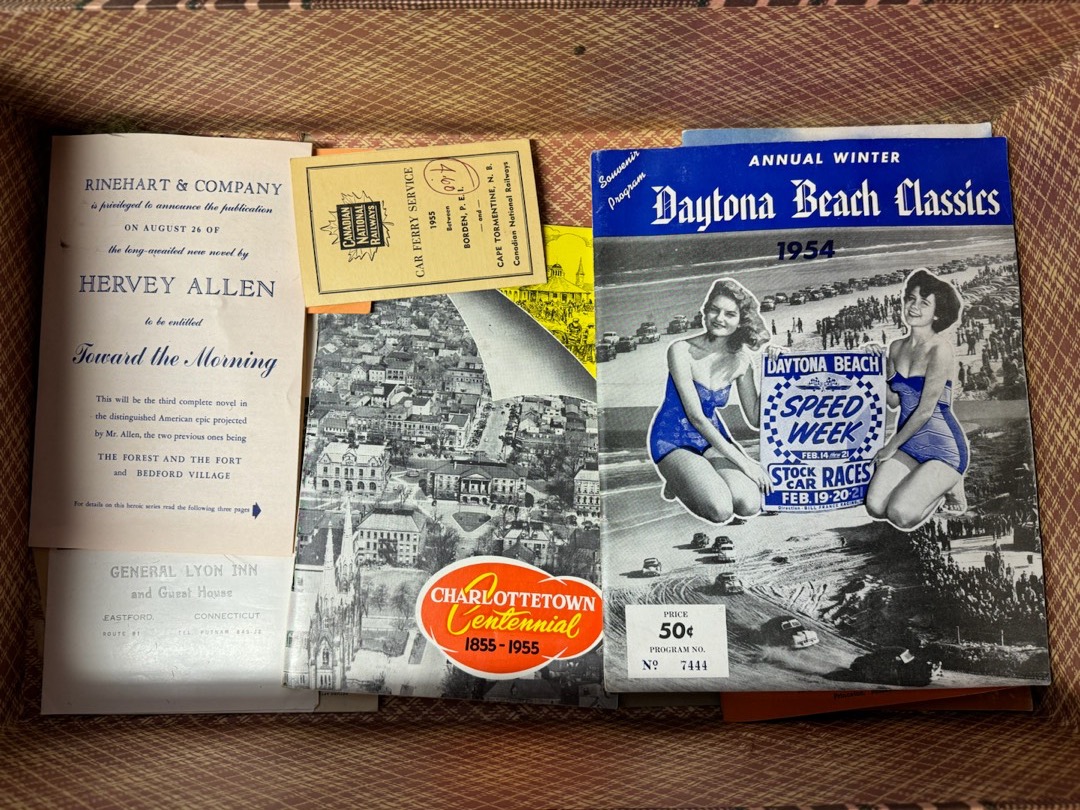 RINEHART & COMPANY
is privileged to announce the publication
ON AUGUST 26 OF
the long-awaited new novel by
HERVEY ALLEN
to be entitled
Toward the Morning
This will be the third complete novel in
the distinguished American epic projected
by Mr. Allen, the two previous ones being
THE FOREST AND THE FORT
and BEDFORD VILLAGE
For details on this heroic series read the following three pages
GENERAL LYON INN
and Guest House
EASTFORD, CONNECTICUT
CANADIAN
NATIONAL
RAILWAYS
CAR FERRY SERVICE
1955
Between
BORDEN, P. E. I.
— and —
CAPE TORMENTINE, N. B.
Canadian National Railways
CHARLOTTETOWN
Centennial
1855-1955
Souvenir
Program
ANNUAL WINTER
Daytona Beach Classics
1954
DAYTONA BEACH
SPEED
WEEK
FEB. 14 thru 21
STOCK
CAR RACES
FEB. 19-20-21
PRICE
50¢
PROGRAM NO.
Nº 7444